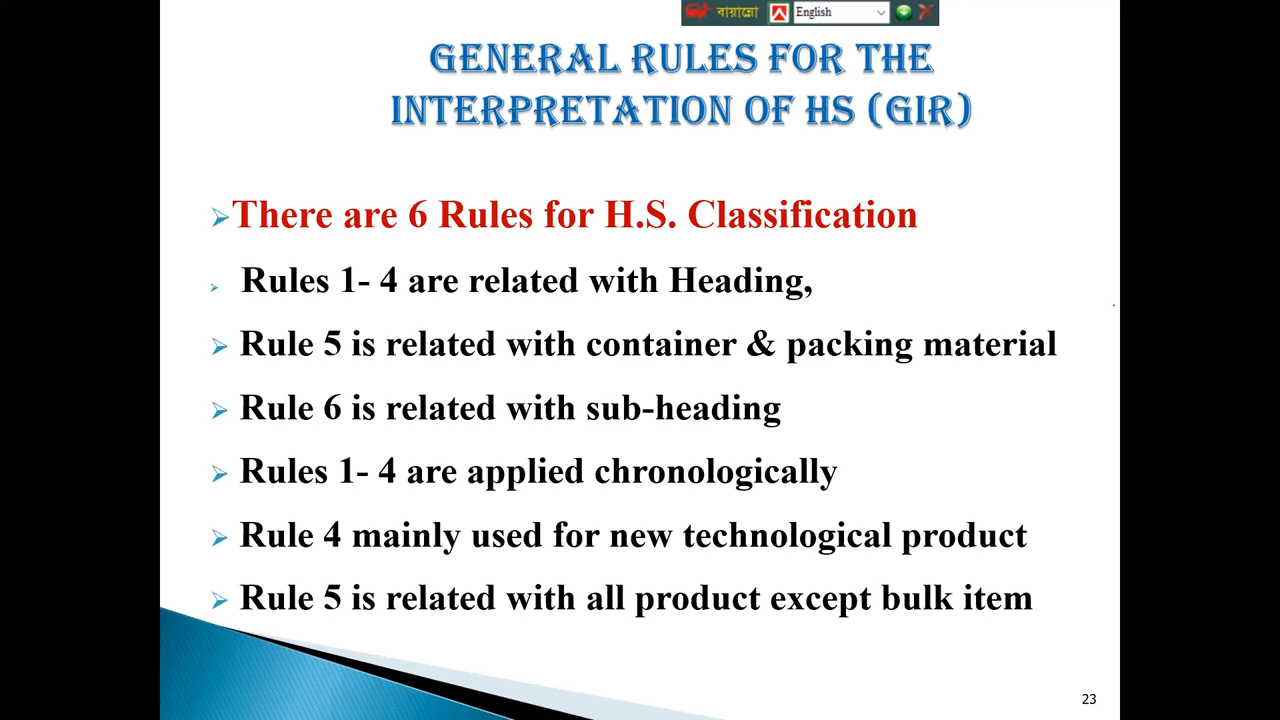 বায়ান্নো English
GENERAL RULES FOR THE
INTERPRETATION OF HS (GIR)
There are 6 Rules for H.S. Classification
Rules 1- 4 are related with Heading,
Rule 5 is related with container & packing material
Rule 6 is related with sub-heading
Rules 1- 4 are applied chronologically
Rule 4 mainly used for new technological product
Rule 5 is related with all product except bulk item
23